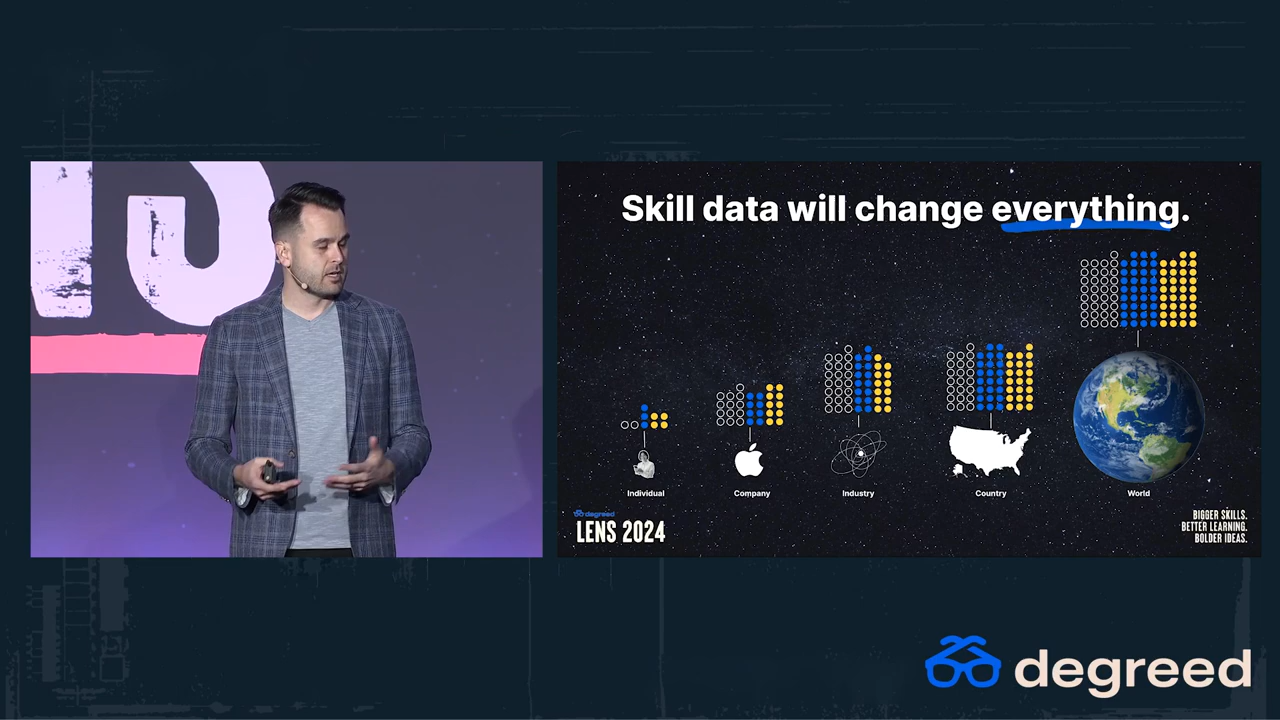 Skill data will change everything.
Individual
Company
Industry
Country
World
degreed
LENS 2024
BIGGER SKILLS.
BETTER LEARNING.
BOLDER IDEAS.
degreed